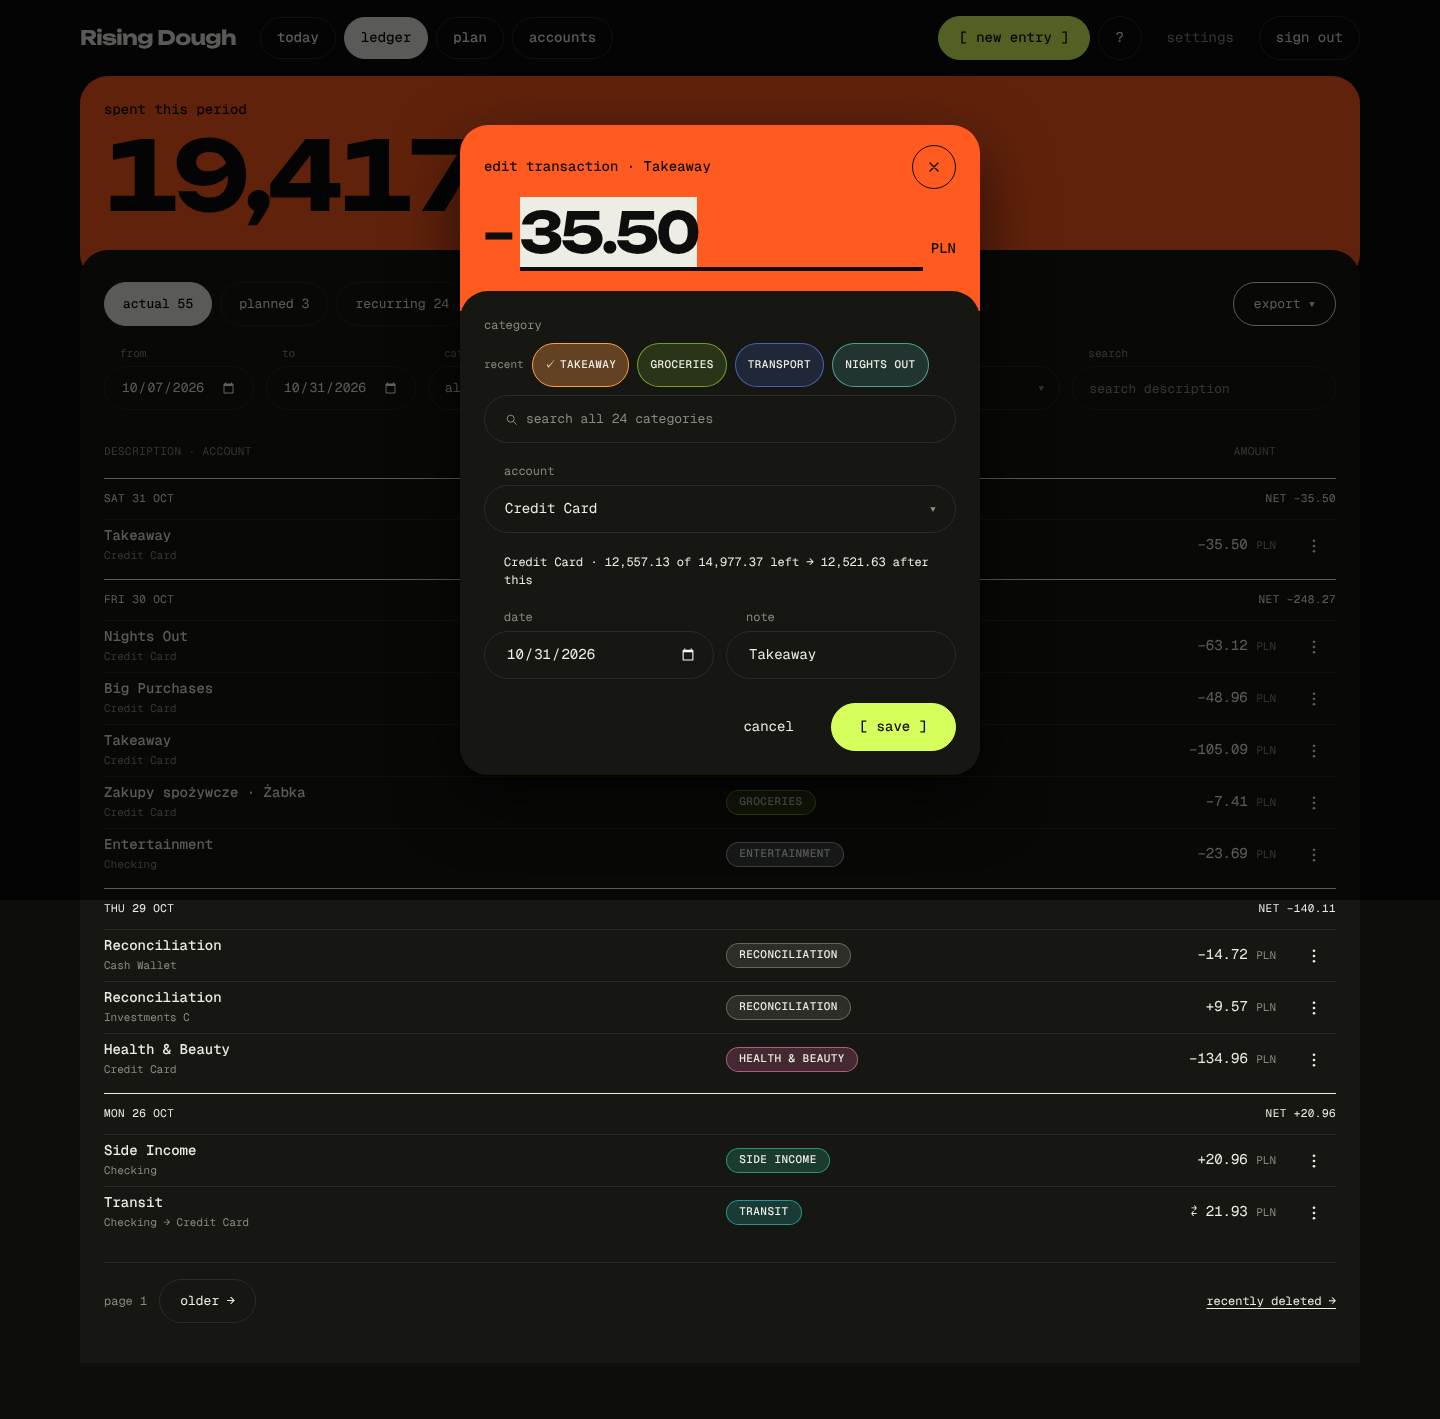 Rising Dough
today
ledger
plan
accounts
[ new entry ]
?
settings
sign out
spent this period
19,417
edit transaction · Takeaway
−35.50
PLN
actual 55
planned 3
recurring 24
export ▾
from
to
search
10/07/2026
10/31/2026
search description
category
recent
✓ TAKEAWAY
GROCERIES
TRANSPORT
NIGHTS OUT
search all 24 categories
account
Credit Card
Credit Card · 12,557.13 of 14,977.37 left → 12,521.63 after
this
date
note
10/31/2026
Takeaway
cancel
[ save ]
DESCRIPTION · ACCOUNT
AMOUNT
SAT 31 OCT
NET −35.50
Takeaway
Credit Card
−35.50 PLN
FRI 30 OCT
NET −248.27
Nights Out
Credit Card
−63.12 PLN
Big Purchases
Credit Card
−48.96 PLN
Takeaway
Credit Card
−105.09 PLN
Zakupy spożywcze · Żabka
Credit Card
GROCERIES
−7.41 PLN
Entertainment
Checking
ENTERTAINMENT
−23.69 PLN
THU 29 OCT
NET −140.11
Reconciliation
Cash Wallet
RECONCILIATION
−14.72 PLN
Reconciliation
Investments C
RECONCILIATION
+9.57 PLN
Health & Beauty
Credit Card
HEALTH & BEAUTY
−134.96 PLN
MON 26 OCT
NET +20.96
Side Income
Checking
SIDE INCOME
+20.96 PLN
Transit
Checking → Credit Card
TRANSIT
⇄ 21.93 PLN
page 1
older →
recently deleted →